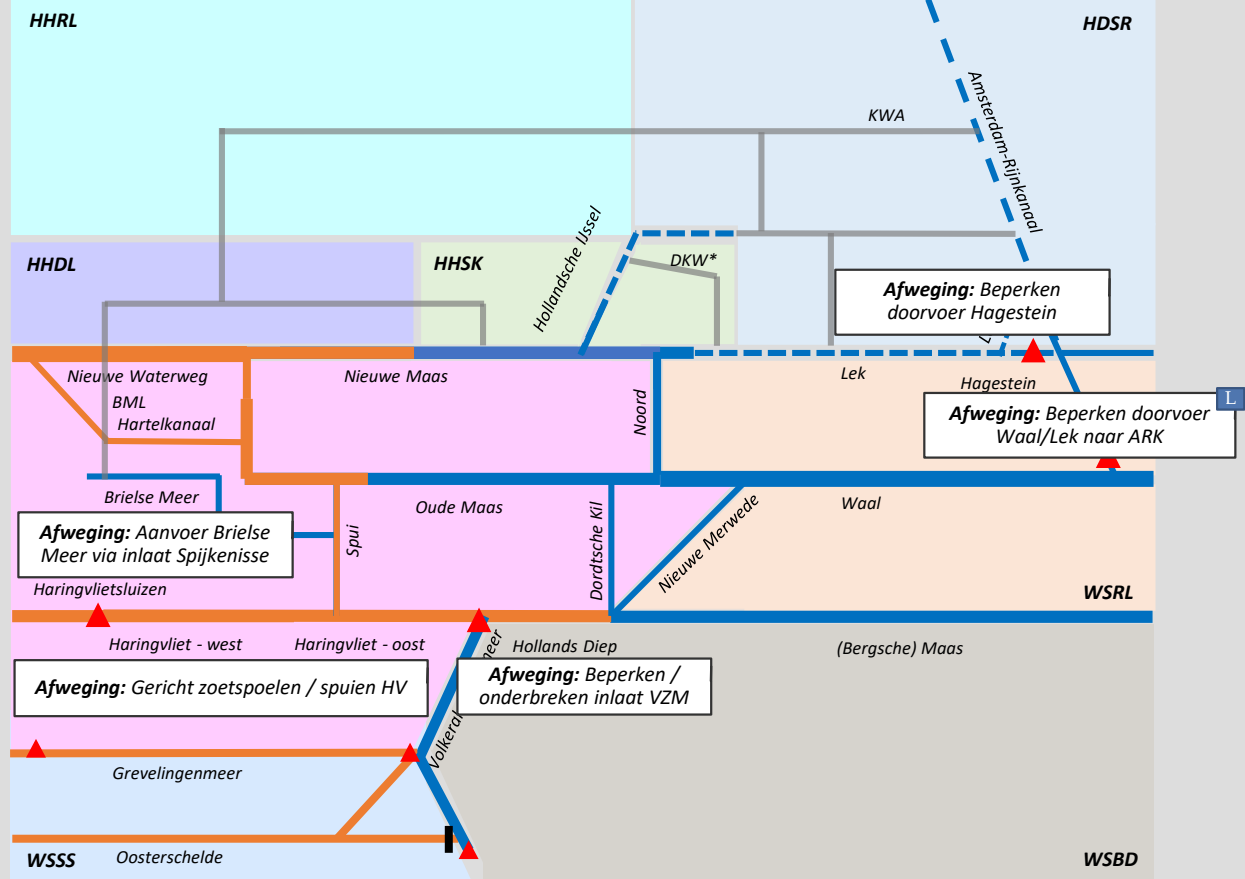 HHRL
HDSR
Amsterdam-Rijnkanaal
KWA
Hollandsche IJssel
HHDL
HHSK
DKW*
Afweging: Beperken
doorvoer Hagestein
L
Nieuwe Waterweg
Nieuwe Maas
Lek
Hagestein
BML
Hartelkanaal
Noord
L
Afweging: Beperken doorvoer
Waal/Lek naar ARK
Brielse Meer
Oude Maas
Waal
Spui
Dordtsche Kil
Nieuwe Merwede
Afweging: Aanvoer Brielse
Meer via inlaat Spijkenisse
Haringvlietsluizen
WSRL
Haringvliet - west
Haringvliet - oost
Hollands Diep
(Bergsche) Maas
Afweging: Gericht zoetspoelen / spuien HV
Afweging: Beperken /
onderbreken inlaat VZM
Grevelingenmeer
WSSS
Oosterschelde
WSBD